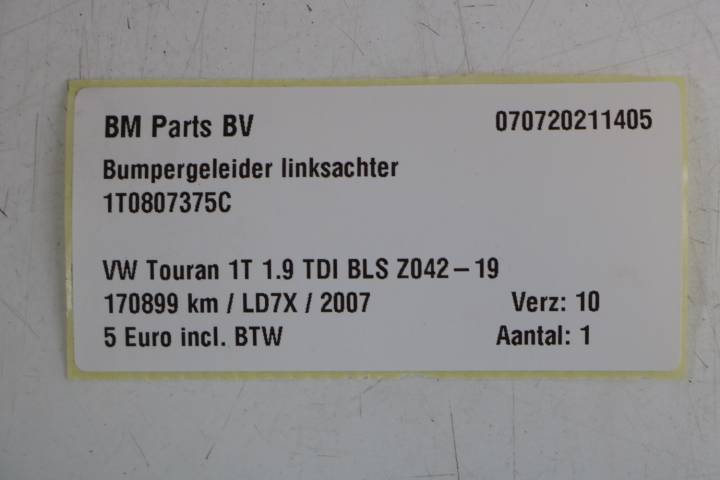 BM Parts BV 070720211405
Bumpergeleider linksachter
1T0807375C
VW Touran 1T 1.9 TDI BLS Z042 – 19
170899 km / LD7X / 2007 Verz: 10
5 Euro incl. BTW Aantal: 1